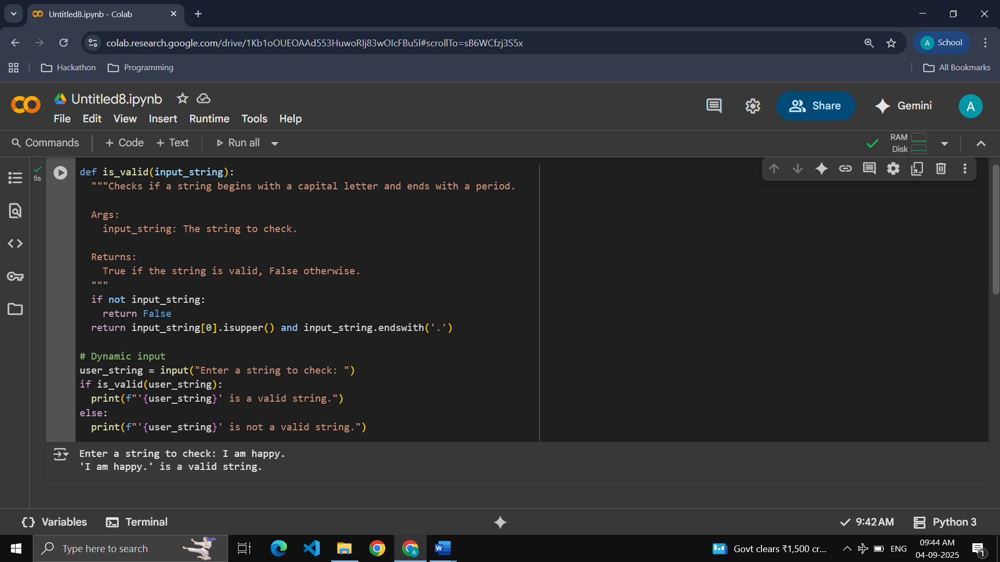 Untitled8.ipynb - Colab
colab.research.google.com/drive/1Kb1oOUEOAAd553HuwoRIj83wOIcFBu5l#scrollTo=sB6WCfzj3S5x
A School
Hackathon
Programming
All Bookmarks
Untitled8.ipynb
File Edit View Insert Runtime Tools Help
Share
Gemini
A
Commands
+ Code + Text
Run all
RAM
Disk
5s
def is_valid(input_string):
  """Checks if a string begins with a capital letter and ends with a period.
  Args:
    input_string: The string to check.
  Returns:
    True if the string is valid, False otherwise.
  """
  if not input_string:
    return False
  return input_string[0].isupper() and input_string.endswith('.')
# Dynamic input
user_string = input("Enter a string to check: ")
if is_valid(user_string):
  print(f"'{user_string}' is a valid string.")
else:
  print(f"'{user_string}' is not a valid string.")
Enter a string to check: I am happy.
'I am happy.' is a valid string.
{} Variables
Terminal
9:42 AM
Python 3
Type here to search
Govt clears ₹1,500 cr...
ENG
09:44 AM
04-09-2025
1